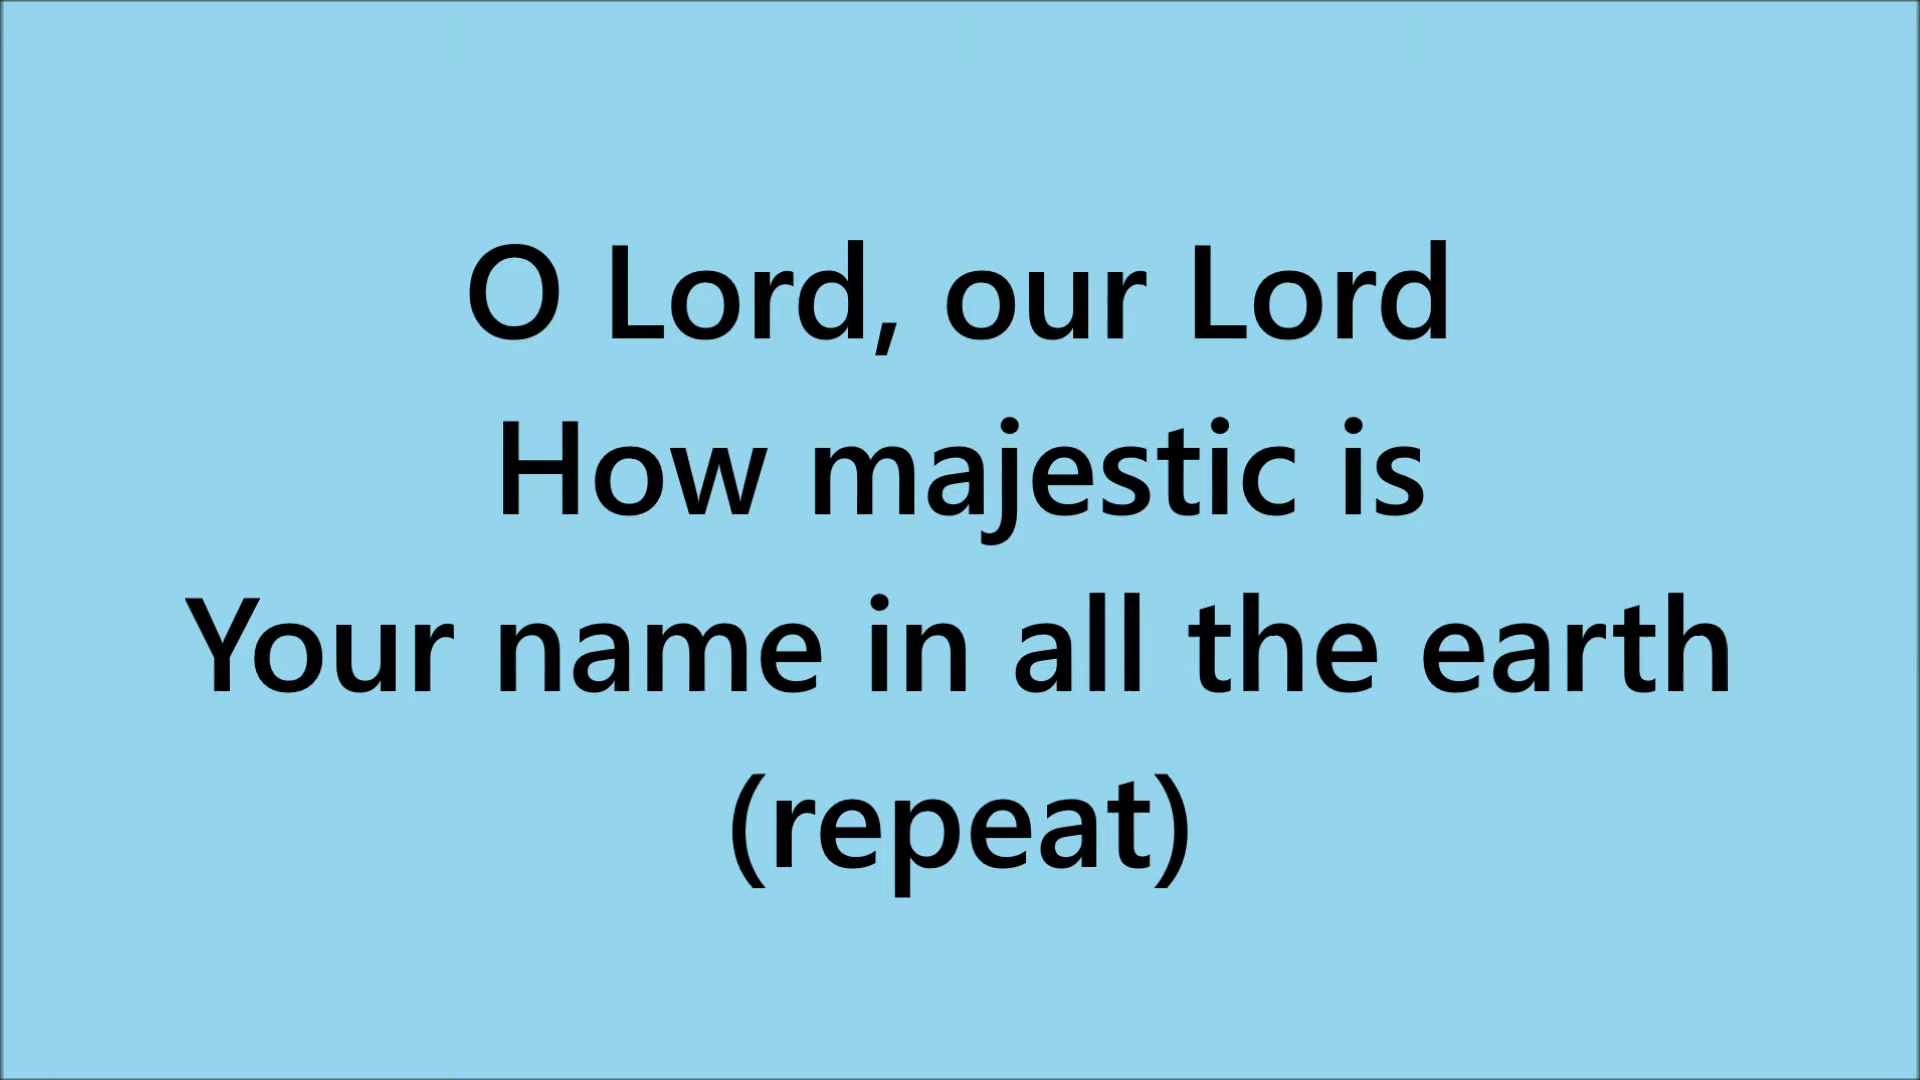 O Lord, our Lord
How majestic is
Your name in all the earth
(repeat)